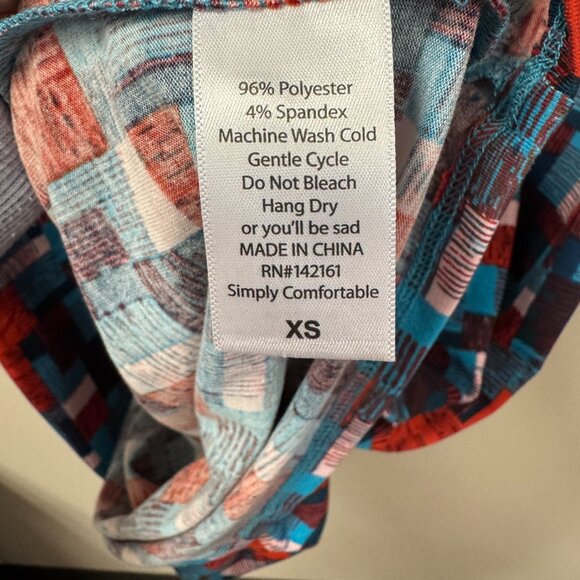 96% Polyester
4% Spandex
Machine Wash Cold
Gentle Cycle
Do Not Bleach
Hang Dry
or you'll be sad
MADE IN CHINA
RN#142161
Simply Comfortable
XS